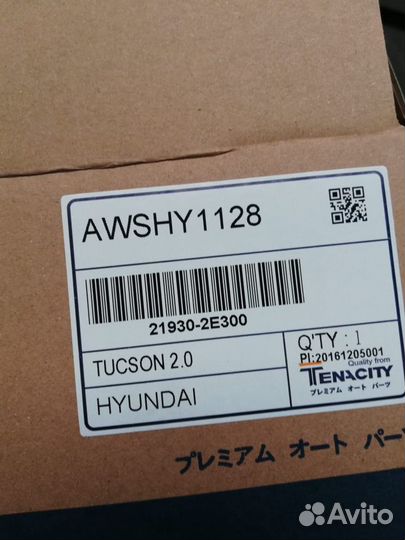 AWSHY1128
21930-2E300
TUCSON 2.0
HYUNDAI
Q'TY : 1
PI:20161205001
Quality from
TENACITY
プレミアム オート パーツ
プレミアム オート パー
Avito